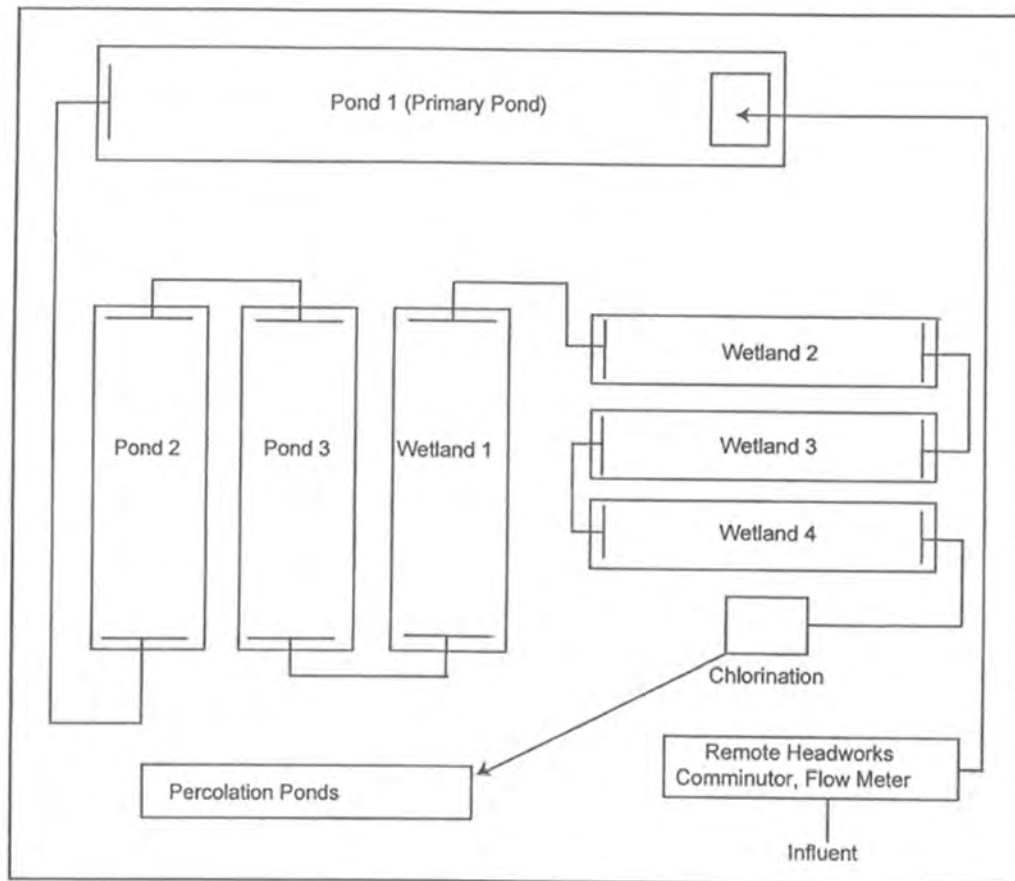 Pond 1 (Primary Pond)
Pond 2
Pond 3
Wetland 1
Wetland 2
Wetland 3
Wetland 4
Chlorination
Remote Headworks
Comminutor, Flow Meter
Percolation Ponds
Influent